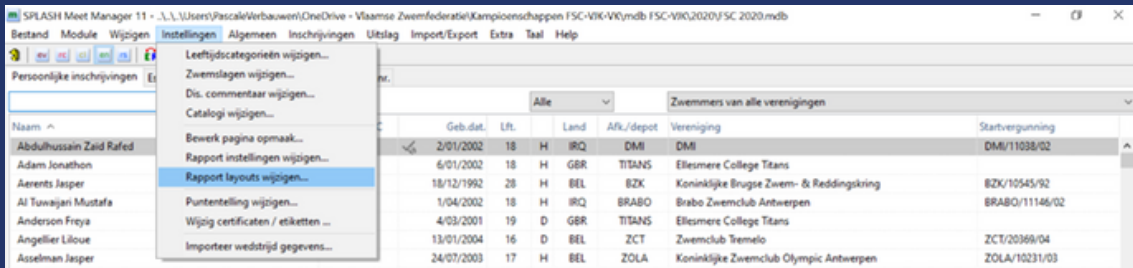 SPLASH Meet Manager 11 - ..\..\..\Users\PascaleVerbauwen\OneDrive - Vlaamse Zwemfederatie\Kampioenschappen FSC-VIK-VK\mdb FSC-VIK\2020\FSC 2020.mdb
Bestand Module Wijzigen Instellingen Algemeen Inschrijvingen Uitslag Import/Export Extra Taal Help
Leeftijdscategorieën wijzigen...
Persoonlijke inschrijvingen Zwemslagen wijzigen... nr.
Dis. commentaar wijzigen... Alle Zwemmers van alle verenigingen
Catalogi wijzigen...
Naam Geb.dat. Lft. Land Afk./depot Vereniging Startvergunning
Bewerk pagina opmaak...
Abdulhussain Zaid Rafed 2/01/2002 18 H IRQ DMI DMI DMI/11038/02
Rapport instellingen wijzigen...
Adam Jonathon 6/01/2002 18 H GBR TITANS Ellesmere College Titans
Rapport layouts wijzigen...
Aerents Jasper 18/12/1992 28 H BEL BZK Koninklijke Brugse Zwem- & Reddingskring BZK/10545/92
Puntentelling wijzigen...
Al Tuwaijari Mustafa 1/04/2002 18 H IRQ BRABO Brabo Zwemclub Antwerpen BRABO/11146/02
Wijzig certificaten / etiketten ...
Anderson Freya 4/03/2001 19 D GBR TITANS Ellesmere College Titans
Importeer wedstrijd gegevens...
Angellier Liloue 13/01/2004 16 D BEL ZCT Zwemclub Tremelo ZCT/20369/04
Asselman Jasper 24/07/2003 17 H BEL ZOLA Koninklijke Zwemclub Olympic Antwerpen ZOLA/10231/03